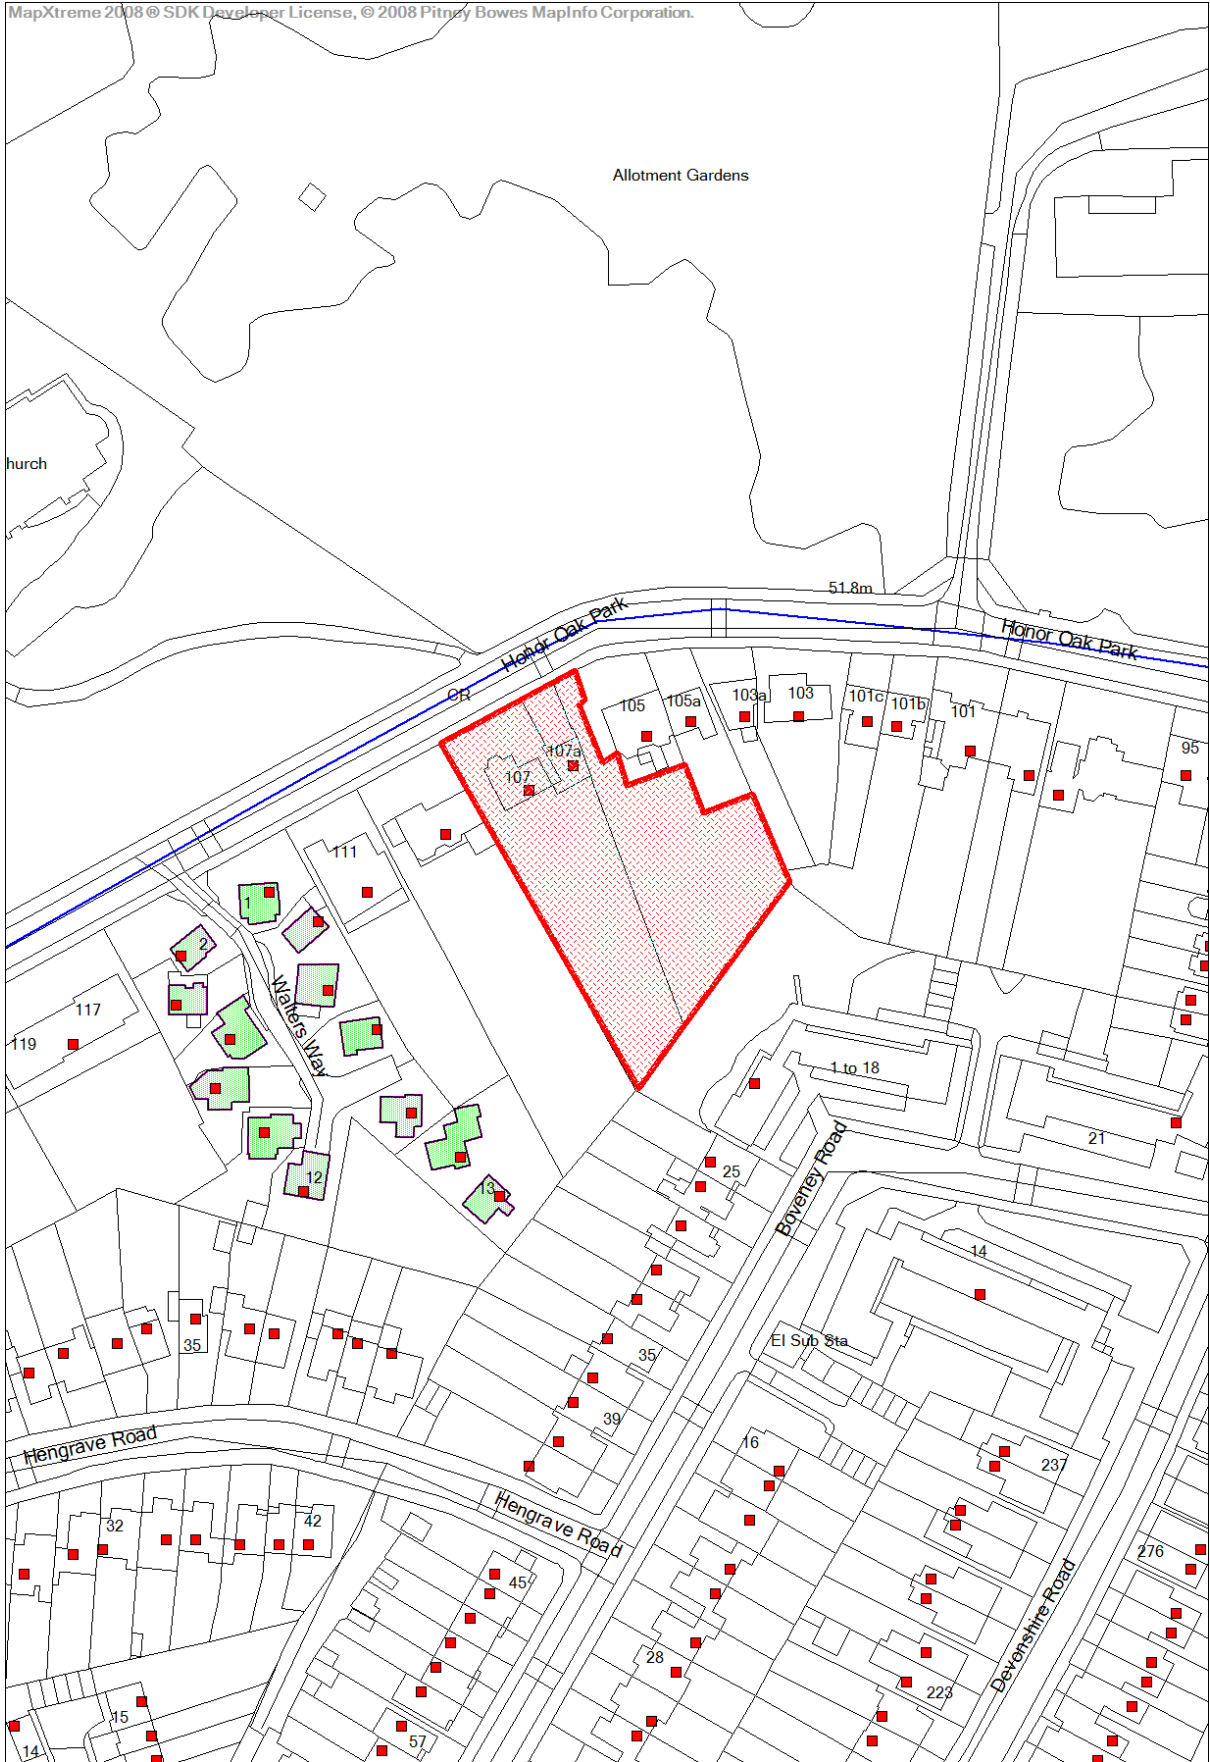 MapXtreme 2008 ® SDK Developer License, © 2008 Pitney Bowes MapInfo Corporation.
Allotment Gardens
hurch
51.8m
Honor Oak Park
Honor Oak Park
CR
105
105a
103a
103
101c
101b
101
95
107a
107
111
1
2
Walters Way
117
119
1 to 18
21
12
13
25
Boveney Road
14
El Sub Sta
35
35
39
Hengrave Road
16
237
Hengrave Road
32
42
45
276
Devonshire Road
28
223
15
57
14